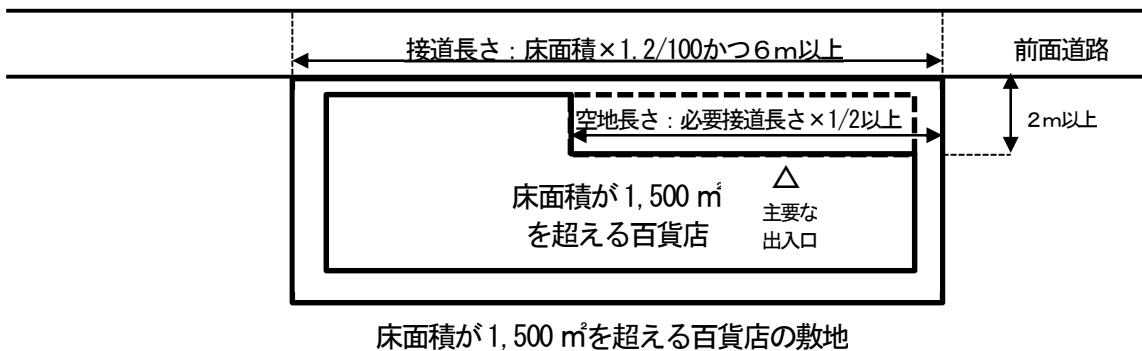 接道長さ：床面積×1.2/100かつ６ｍ以上
前面道路
空地長さ：必要接道長さ×1/2以上
２ｍ以上
床面積が1,500㎡
を超える百貨店
△
主要な
出入口
床面積が1,500㎡を超える百貨店の敷地